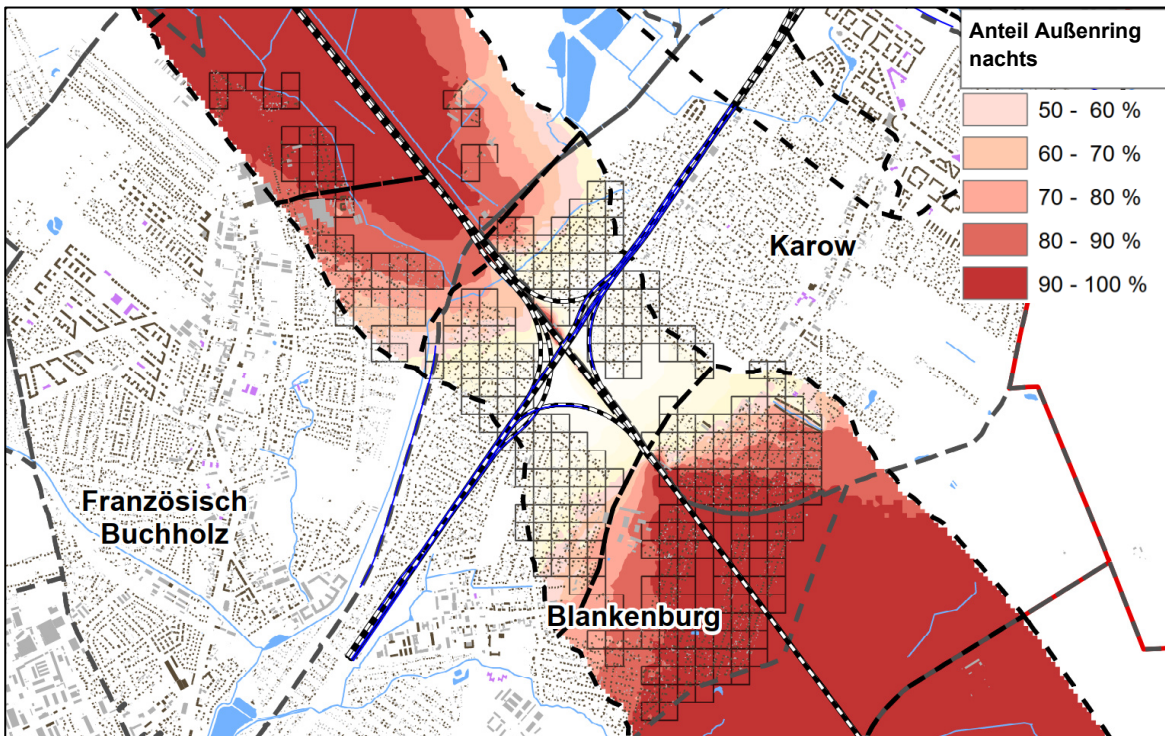 Anteil Außenring
nachts
50 - 60 %
60 - 70 %
70 - 80 %
80 - 90 %
90 - 100 %
Karow
Französisch
Buchholz
Blankenburg